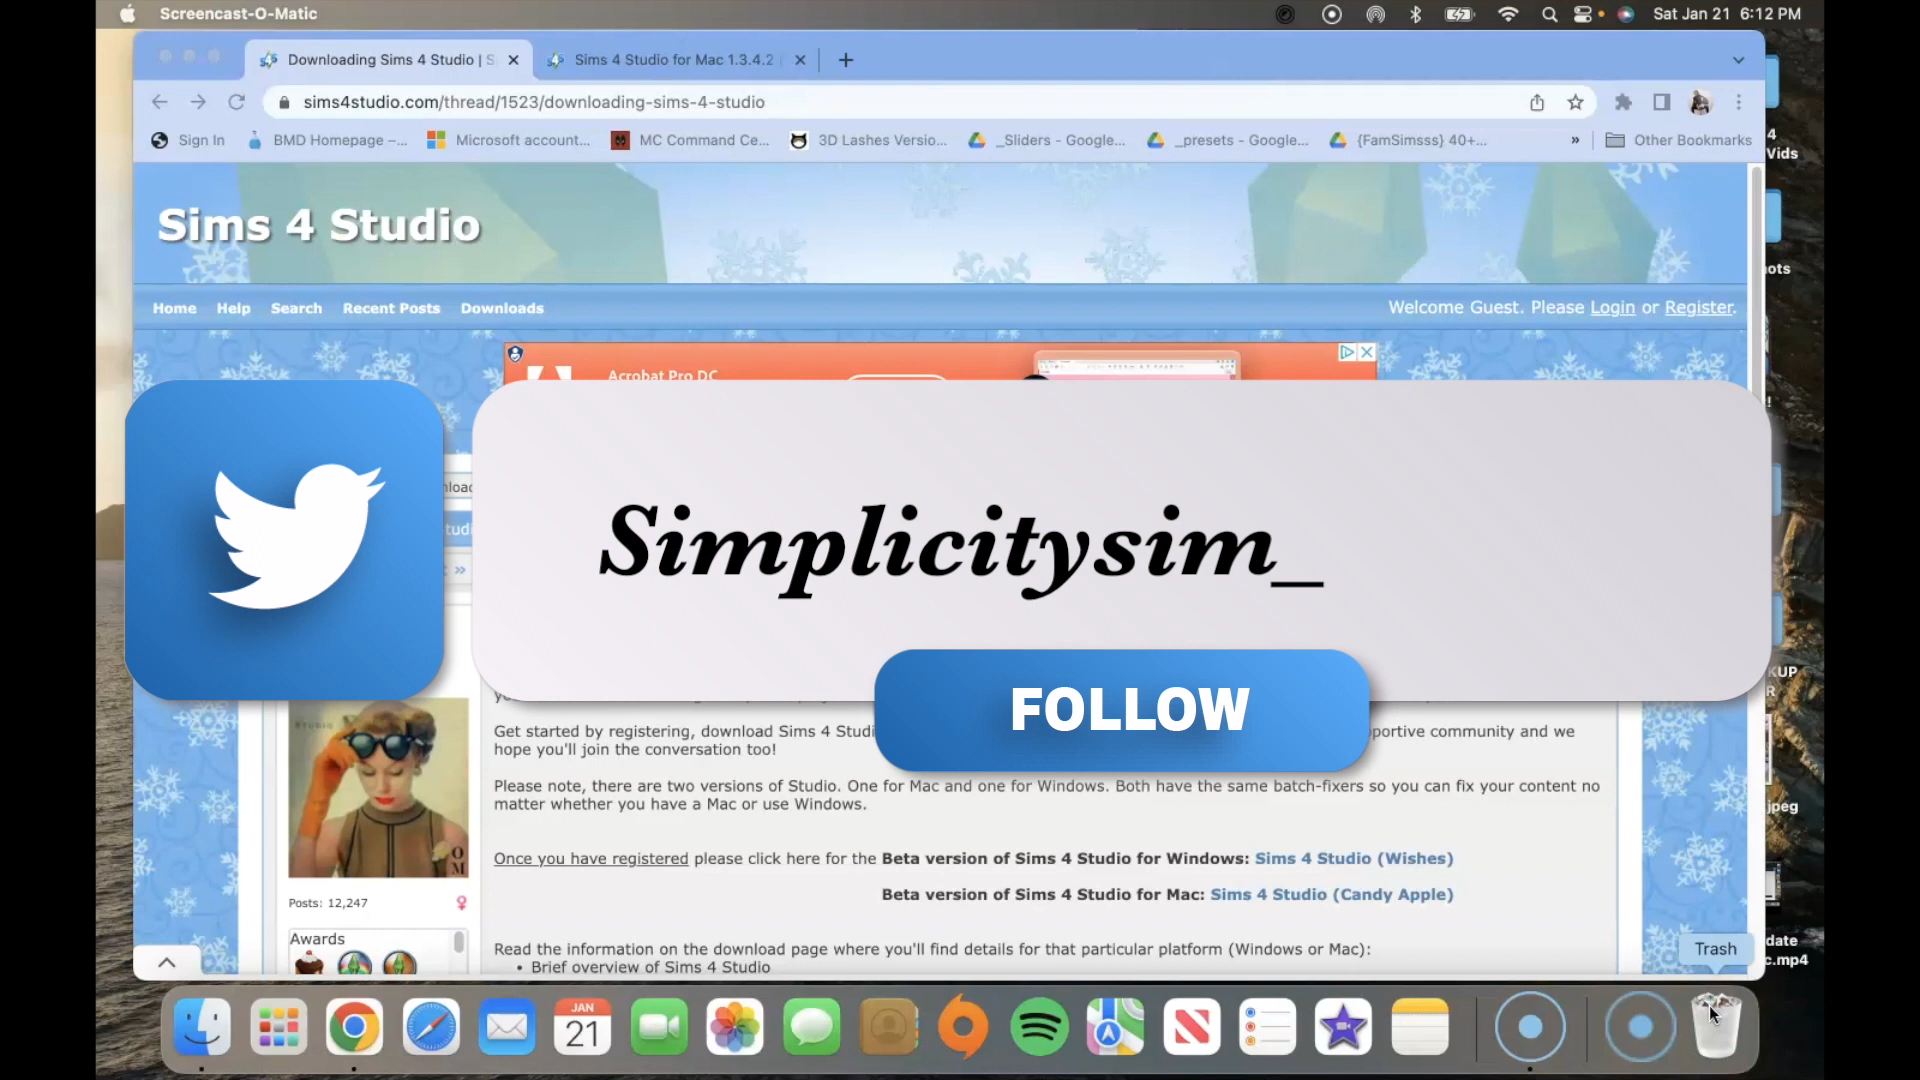 Screencast-O-Matic
Sat Jan 21 6:12 PM
Downloading Sims 4 Studio | S
Sims 4 Studio for Mac 1.3.4.2
sims4studio.com/thread/1523/downloading-sims-4-studio
Sign In
BMD Homepage –...
Microsoft account...
MC Command Ce...
3D Lashes Versio...
_Sliders - Google...
_presets - Google...
{FamSimsss} 40+...
»
Other Bookmarks
4
Vids
Sims 4 Studio
Home Help Search Recent Posts Downloads
Welcome Guest. Please Login or Register.
Acrobat Pro DC
Simplicitysim_
FOLLOW
Get started by registering, download Sims 4 Studi
portive community and we
hope you'll join the conversation too!
Please note, there are two versions of Studio. One for Mac and one for Windows. Both have the same batch-fixers so you can fix your content no
matter whether you have a Mac or use Windows.
Once you have registered please click here for the Beta version of Sims 4 Studio for Windows: Sims 4 Studio (Wishes)
Beta version of Sims 4 Studio for Mac: Sims 4 Studio (Candy Apple)
Posts: 12,247
Awards
Read the information on the download page where you'll find details for that particular platform (Windows or Mac):
• Brief overview of Sims 4 Studio
Trash
KUP
R
jpeg
date
c.mp4
JAN
21